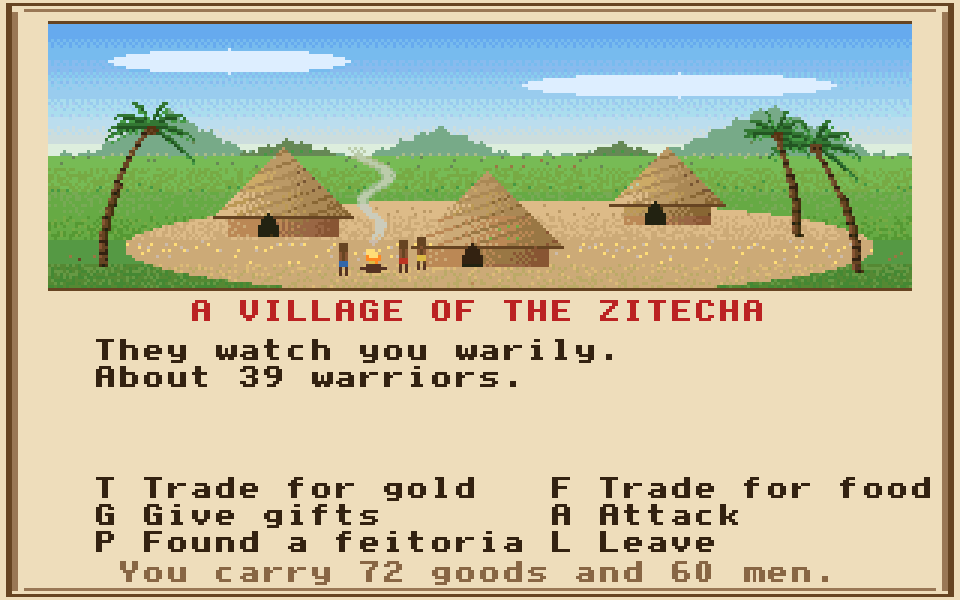 A VILLAGE OF THE ZITECHA
They watch you warily.
About 39 warriors.
T Trade for gold F Trade for food
G Give gifts A Attack
P Found a feitoria L Leave
You carry 72 goods and 60 men.